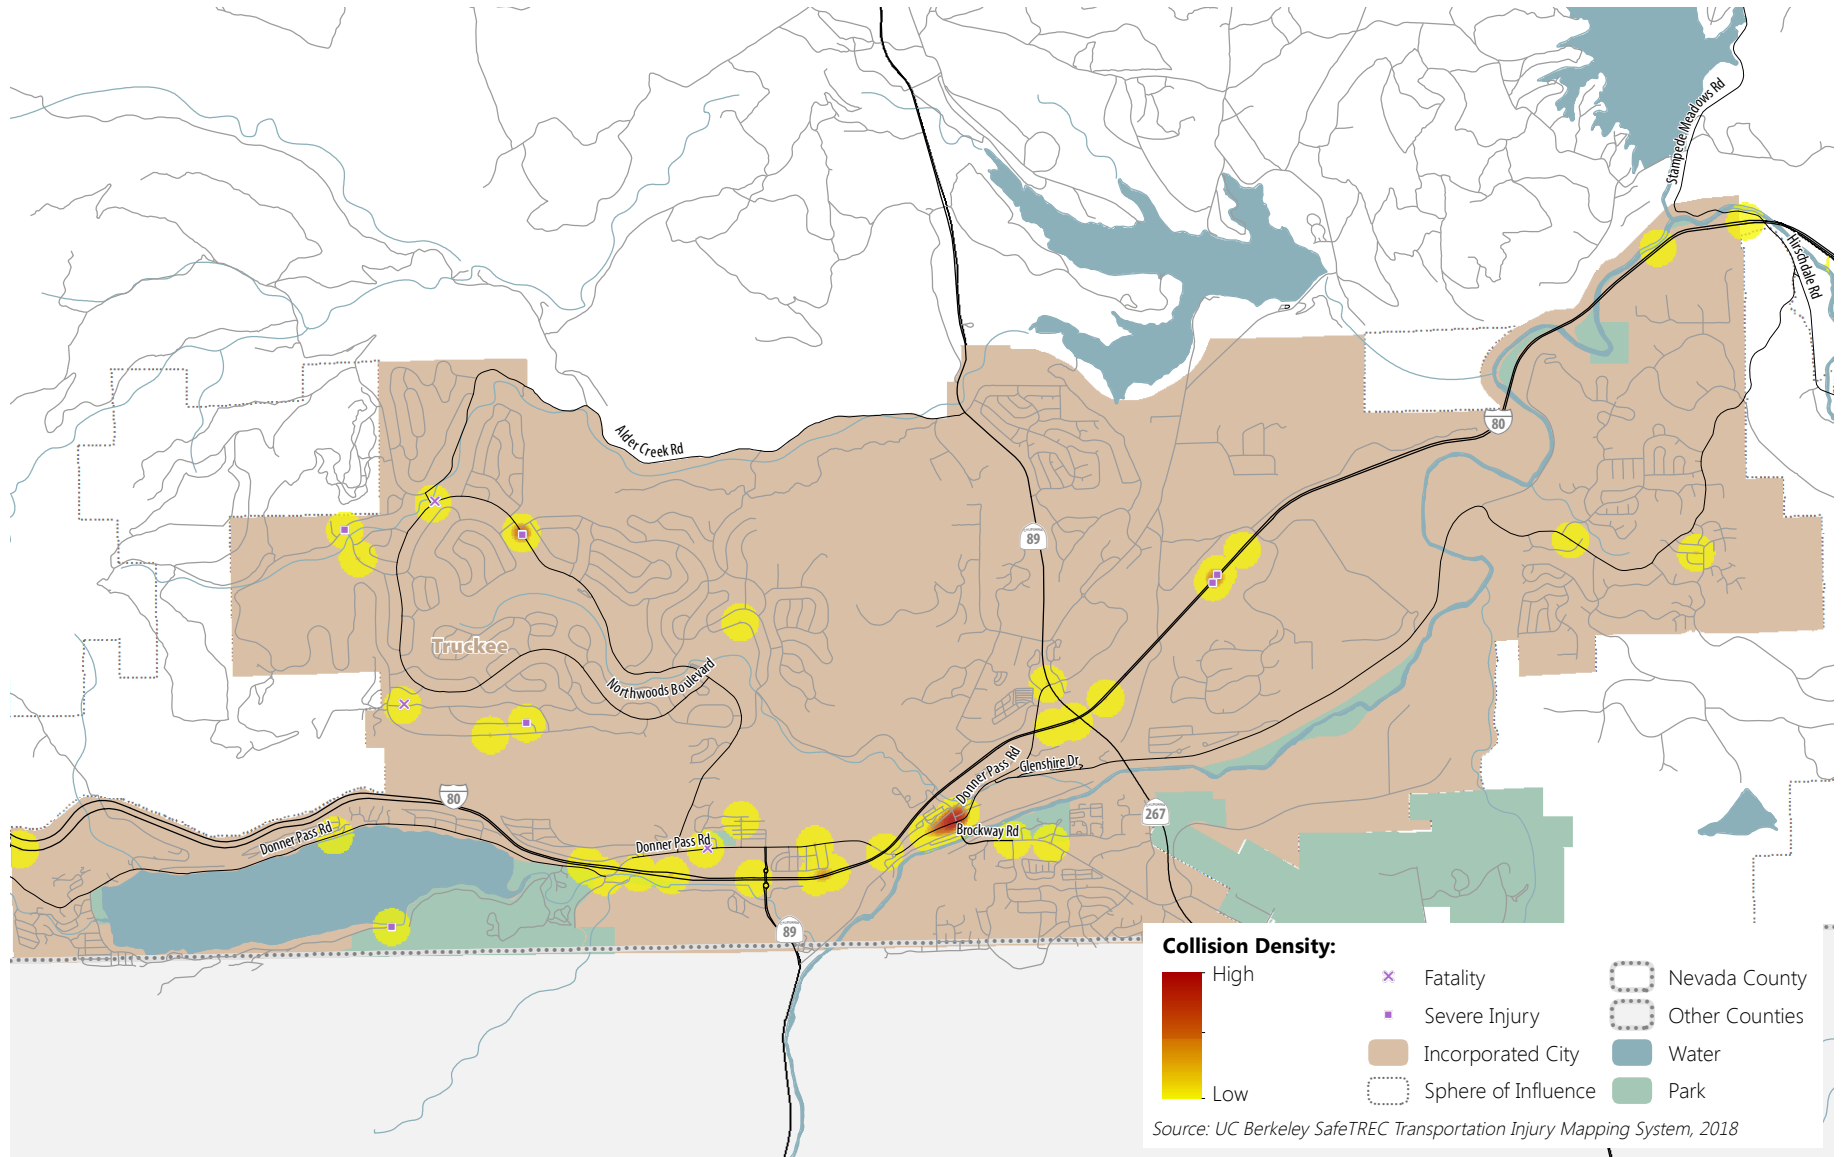 Stampede Meadows Rd
Hirschdale Rd
Alder Creek Rd
80
89
Truckee
Northwoods Boulevard
Donner Pass Rd
Glenshire Dr
80
267
Donner Pass Rd
Donner Pass Rd
Brockway Rd
89
Collision Density:
High
Low
Fatality
Severe Injury
Incorporated City
Sphere of Influence
Nevada County
Other Counties
Water
Park
Source: UC Berkeley SafeTREC Transportation Injury Mapping System, 2018